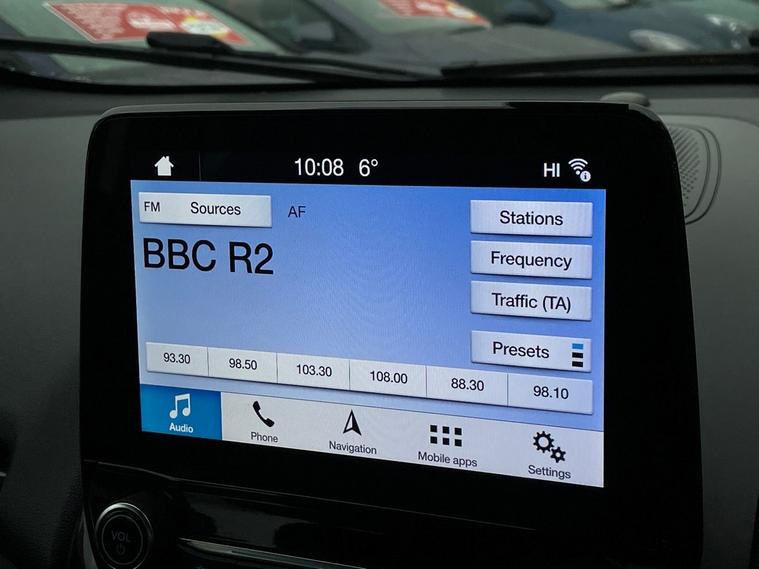 10:08 6° HI
FM Sources AF
Stations
BBC R2
Frequency
Traffic (TA)
Presets
93.30 98.50 103.30 108.00 88.30 98.10
Audio Phone Navigation Mobile apps Settings
VOL